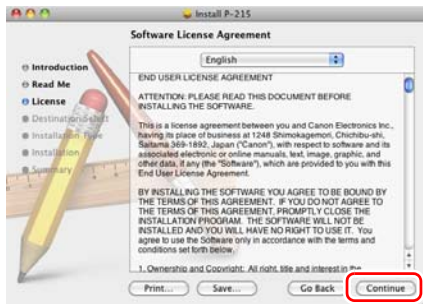 Install P-215
Software License Agreement
English
Introduction
Read Me
License
Destination Select
Installation Type
Installation
Summary
END USER LICENSE AGREEMENT
ATTENTION: PLEASE READ THIS DOCUMENT BEFORE
INSTALLING THE SOFTWARE.
This is a license agreement between you and Canon Electronics Inc.,
having its place of business at 1248 Shimokagemori, Chichibu-shi,
Saitama 369-1892, Japan ("Canon"), with respect to software and its
associated electronic or online manuals, text, image, graphic, and
other data, if any (the "Software"), which are provided to you with this
End User License Agreement.
BY INSTALLING THE SOFTWARE YOU AGREE TO BE BOUND BY
THE TERMS OF THIS AGREEMENT. IF YOU DO NOT AGREE TO
THE TERMS OF THIS AGREEMENT, PROMPTLY CLOSE THE
INSTALLATION PROGRAM. THE SOFTWARE WILL NOT BE
INSTALLED AND YOU WILL HAVE NO RIGHT TO USE IT. You
agree to use the Software only in accordance with the terms and
conditions set forth below.
1. Ownership and Copyright: All right, title and interest in the
Print... Save... Go Back Continue